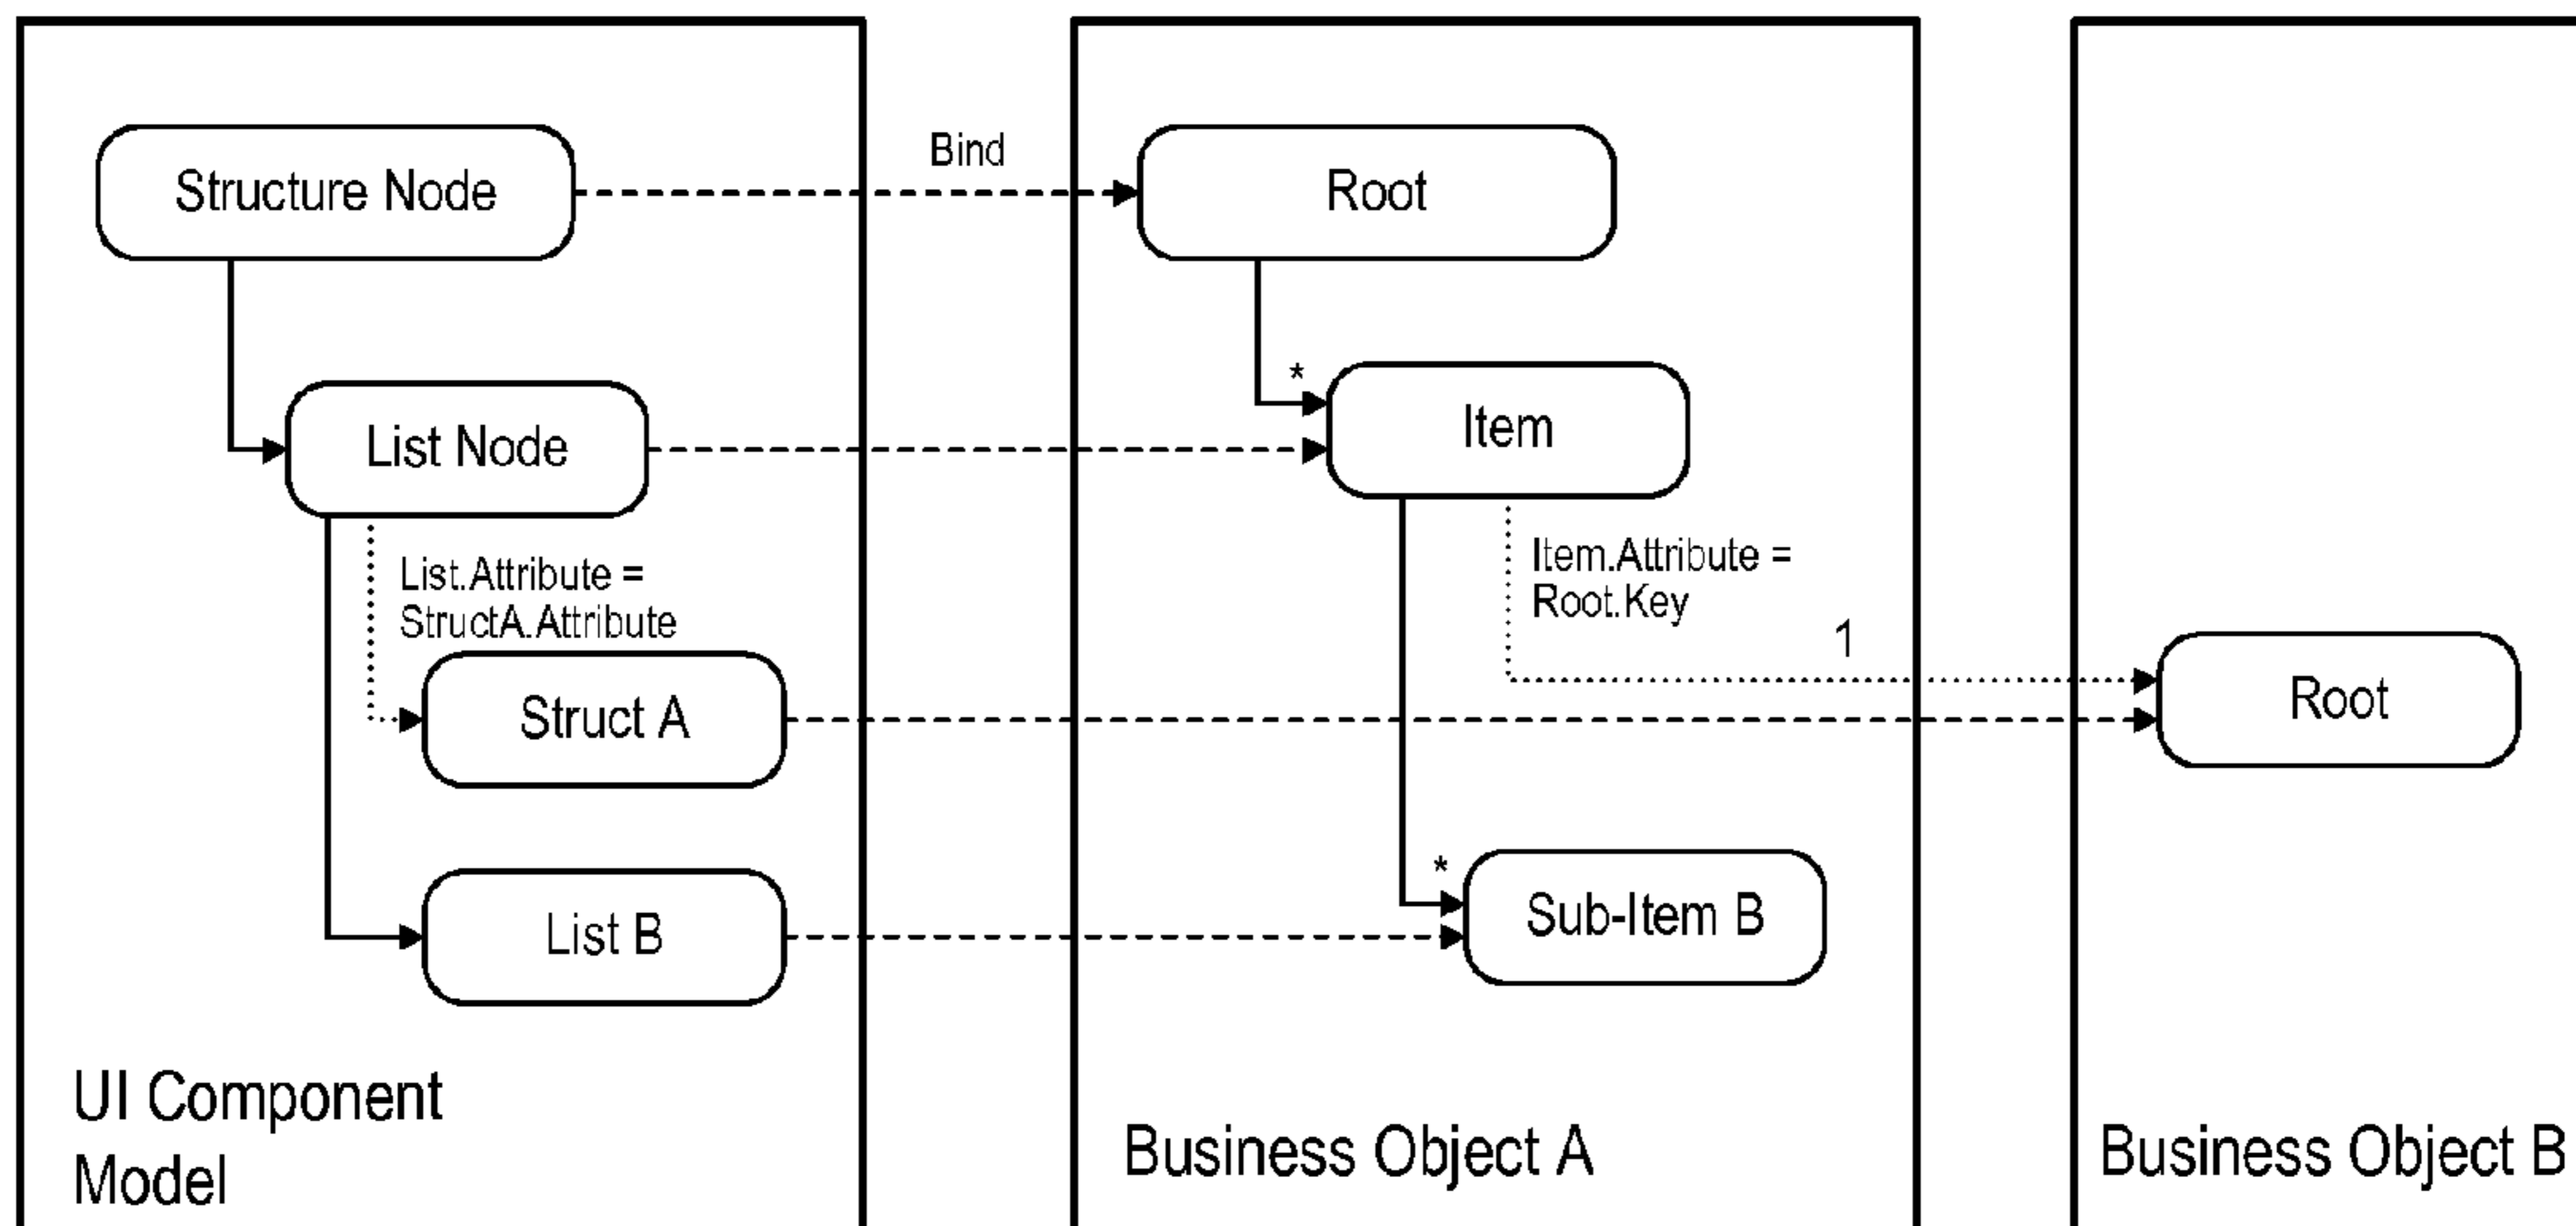 Structure Node
Bind
Root
*
List Node
Item
List.Attribute =
StructA.Attribute
Item.Attribute =
Root.Key
1
Struct A
Root
*
List B
Sub-Item B
UI Component
Model
Business Object A
Business Object B